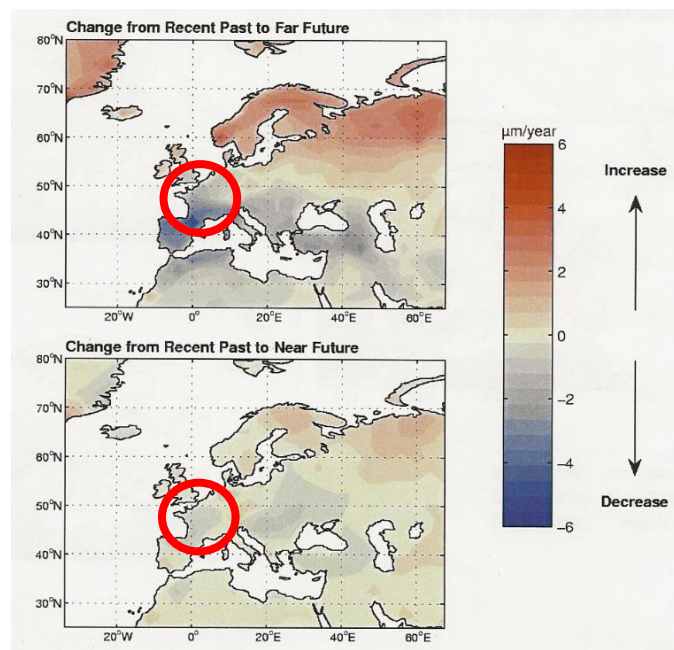 Change from Recent Past to Far Future
80°N
70°N
60°N
50°N
40°N
30°N
20°W 0° 20°E 40°E 60°E
Change from Recent Past to Near Future
80°N
70°N
60°N
50°N
40°N
30°N
20°W 0° 20°E 40°E 60°E
µm/year
6
4
2
0
−2
−4
−6
Increase
Decrease